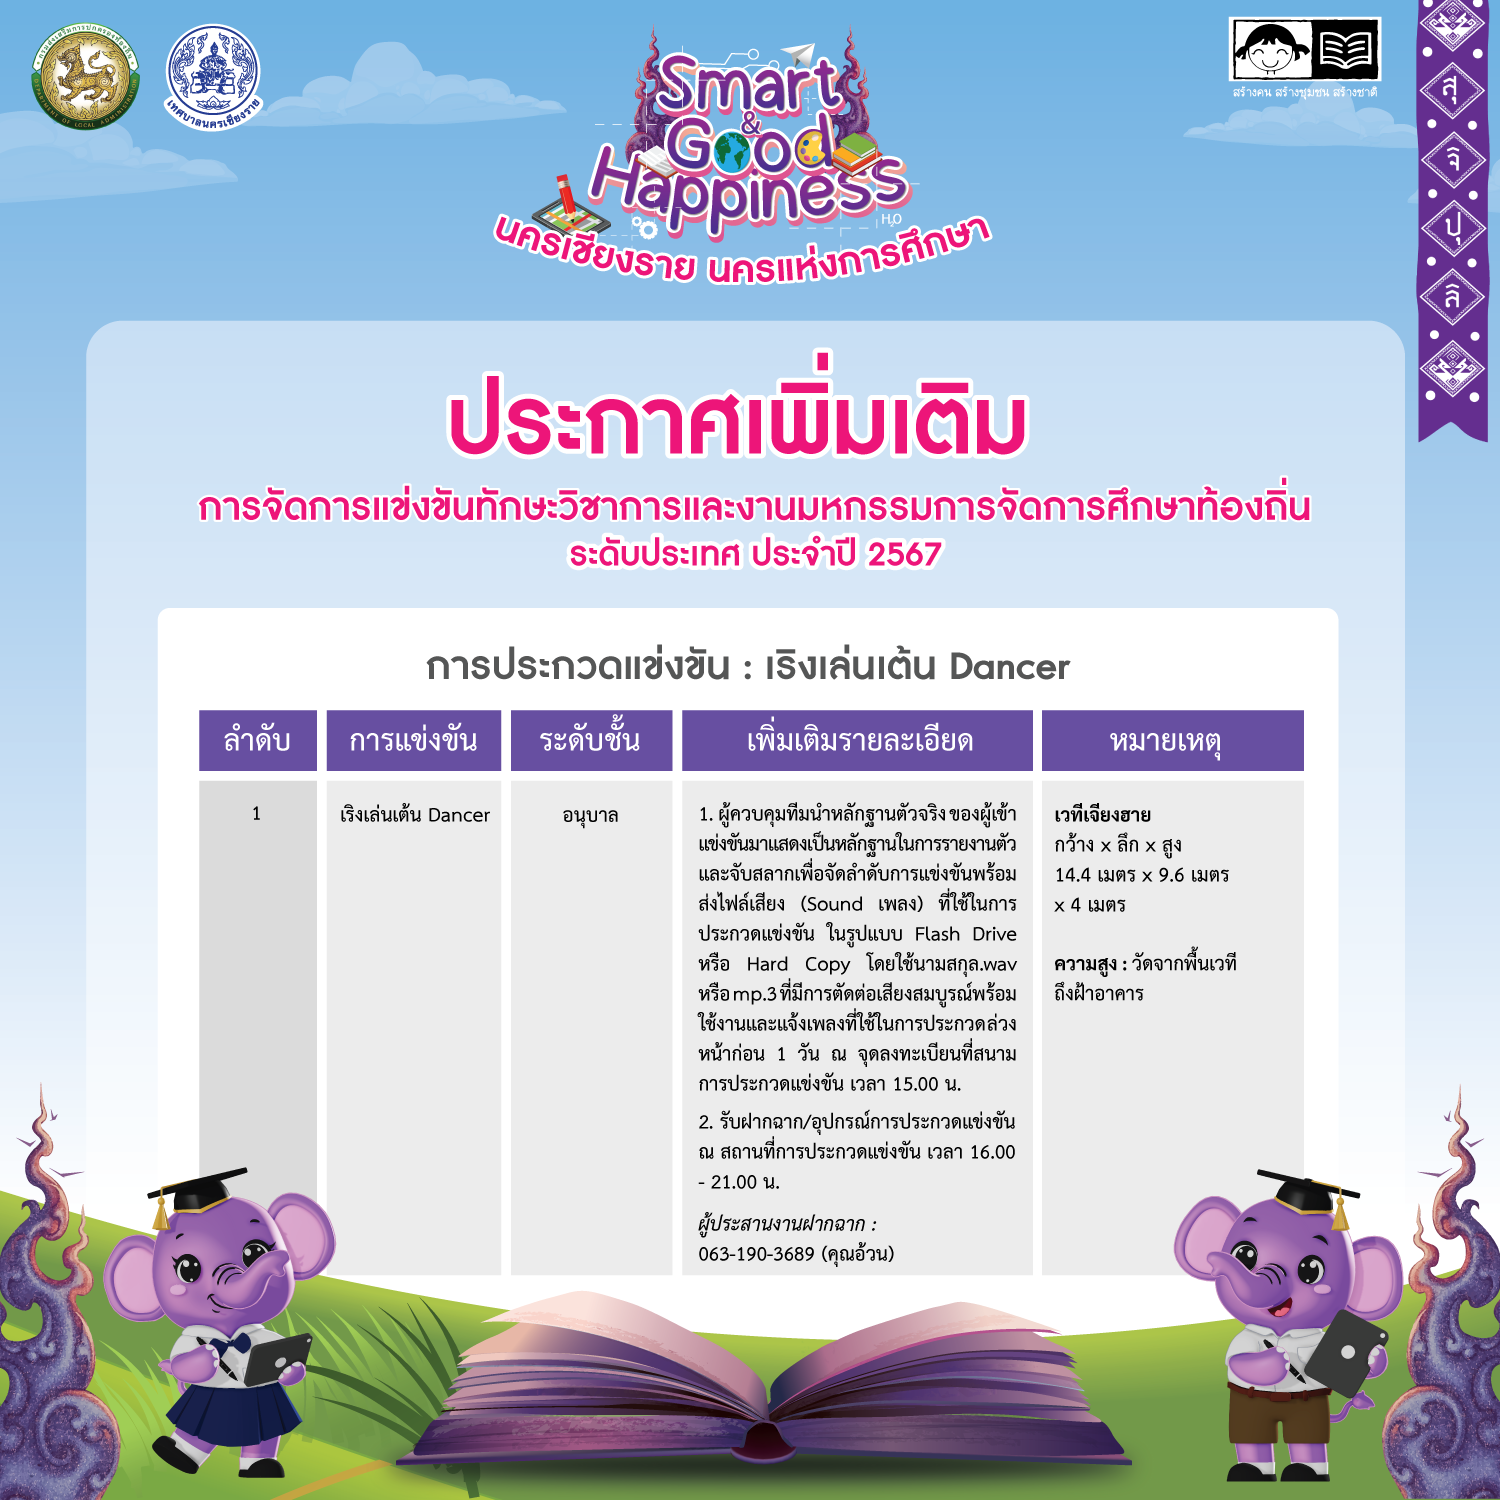 กรมส่งเสริมการปกครองท้องถิ่น
DEPARTMENT OF LOCAL ADMINISTRATION
เทศบาลนครเชียงราย
Smart
&
Good
Happiness
H₂O
นครเชียงราย นครแห่งการศึกษา
สร้างคน สร้างชุมชน สร้างชาติ
สุ
จิ
ปุ
ลิ
ประกาศเพิ่มเติม
การจัดการแข่งขันทักษะวิชาการและงานมหกรรมการจัดการศึกษาท้องถิ่น
ระดับประเทศ ประจำปี 2567
การประกวดแข่งขัน : เริงเล่นเต้น Dancer
ลำดับ การแข่งขัน ระดับชั้น เพิ่มเติมรายละเอียด หมายเหตุ
1 เริงเล่นเต้น Dancer อนุบาล
1. ผู้ควบคุมทีมนำหลักฐานตัวจริง ของผู้เข้า
แข่งขันมาแสดงเป็นหลักฐานในการรายงานตัว
และจับสลากเพื่อจัดลำดับการแข่งขันพร้อม
ส่งไฟล์เสียง (Sound เพลง) ที่ใช้ในการ
ประกวดแข่งขัน ในรูปแบบ Flash Drive
หรือ Hard Copy โดยใช้นามสกุล.wav
หรือ mp.3 ที่มีการตัดต่อเสียงสมบูรณ์พร้อม
ใช้งานและแจ้งเพลงที่ใช้ในการประกวดล่วง
หน้าก่อน 1 วัน ณ จุดลงทะเบียนที่สนาม
การประกวดแข่งขัน เวลา 15.00 น.
2. รับฝากฉาก/อุปกรณ์การประกวดแข่งขัน
ณ สถานที่การประกวดแข่งขัน เวลา 16.00
- 21.00 น.
ผู้ประสานงานฝากฉาก :
063-190-3689 (คุณอ้วน)
เวทีเจียงฮาย
กว้าง x ลึก x สูง
14.4 เมตร x 9.6 เมตร
x 4 เมตร
ความสูง : วัดจากพื้นเวที
ถึงฝ้าอาคาร